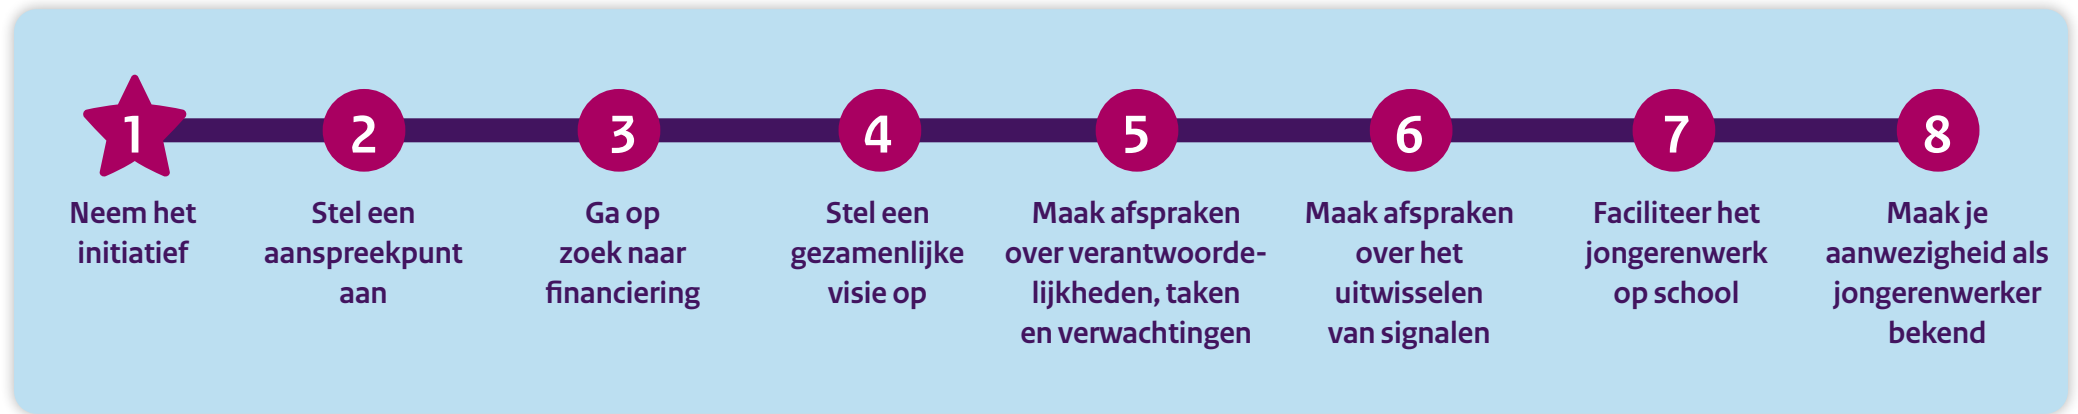 1
Neem het
initiatief
2
Stel een
aanspreekpunt
aan
3
Ga op
zoek naar
financiering
4
Stel een
gezamenlijke
visie op
5
Maak afspraken
over verantwoorde-
lijkheden, taken
en verwachtingen
6
Maak afspraken
over het
uitwisselen
van signalen
7
Faciliteer het
jongerenwerk
op school
8
Maak je
aanwezigheid als
jongerenwerker
bekend